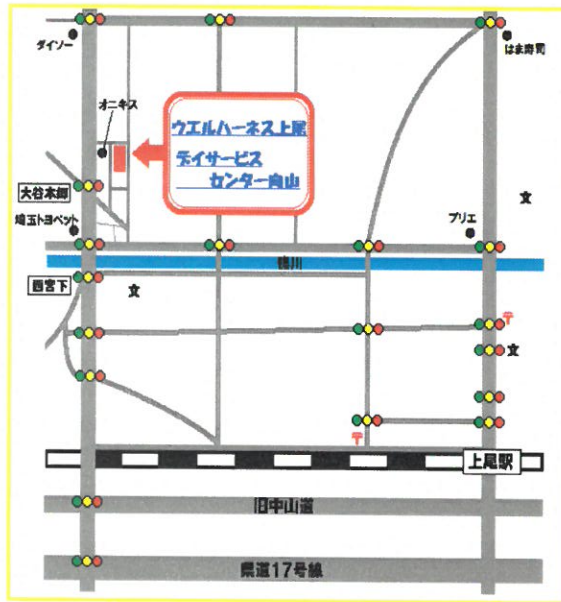 ダイソー
はま寿司
オニキス
ウエルハーネス上尾
デイサービス
センター向山
大谷本郷
文
埼玉トヨペット
プリエ
鴨川
四宮下
文
〒
文
〒
上尾駅
旧中山道
県道17号線